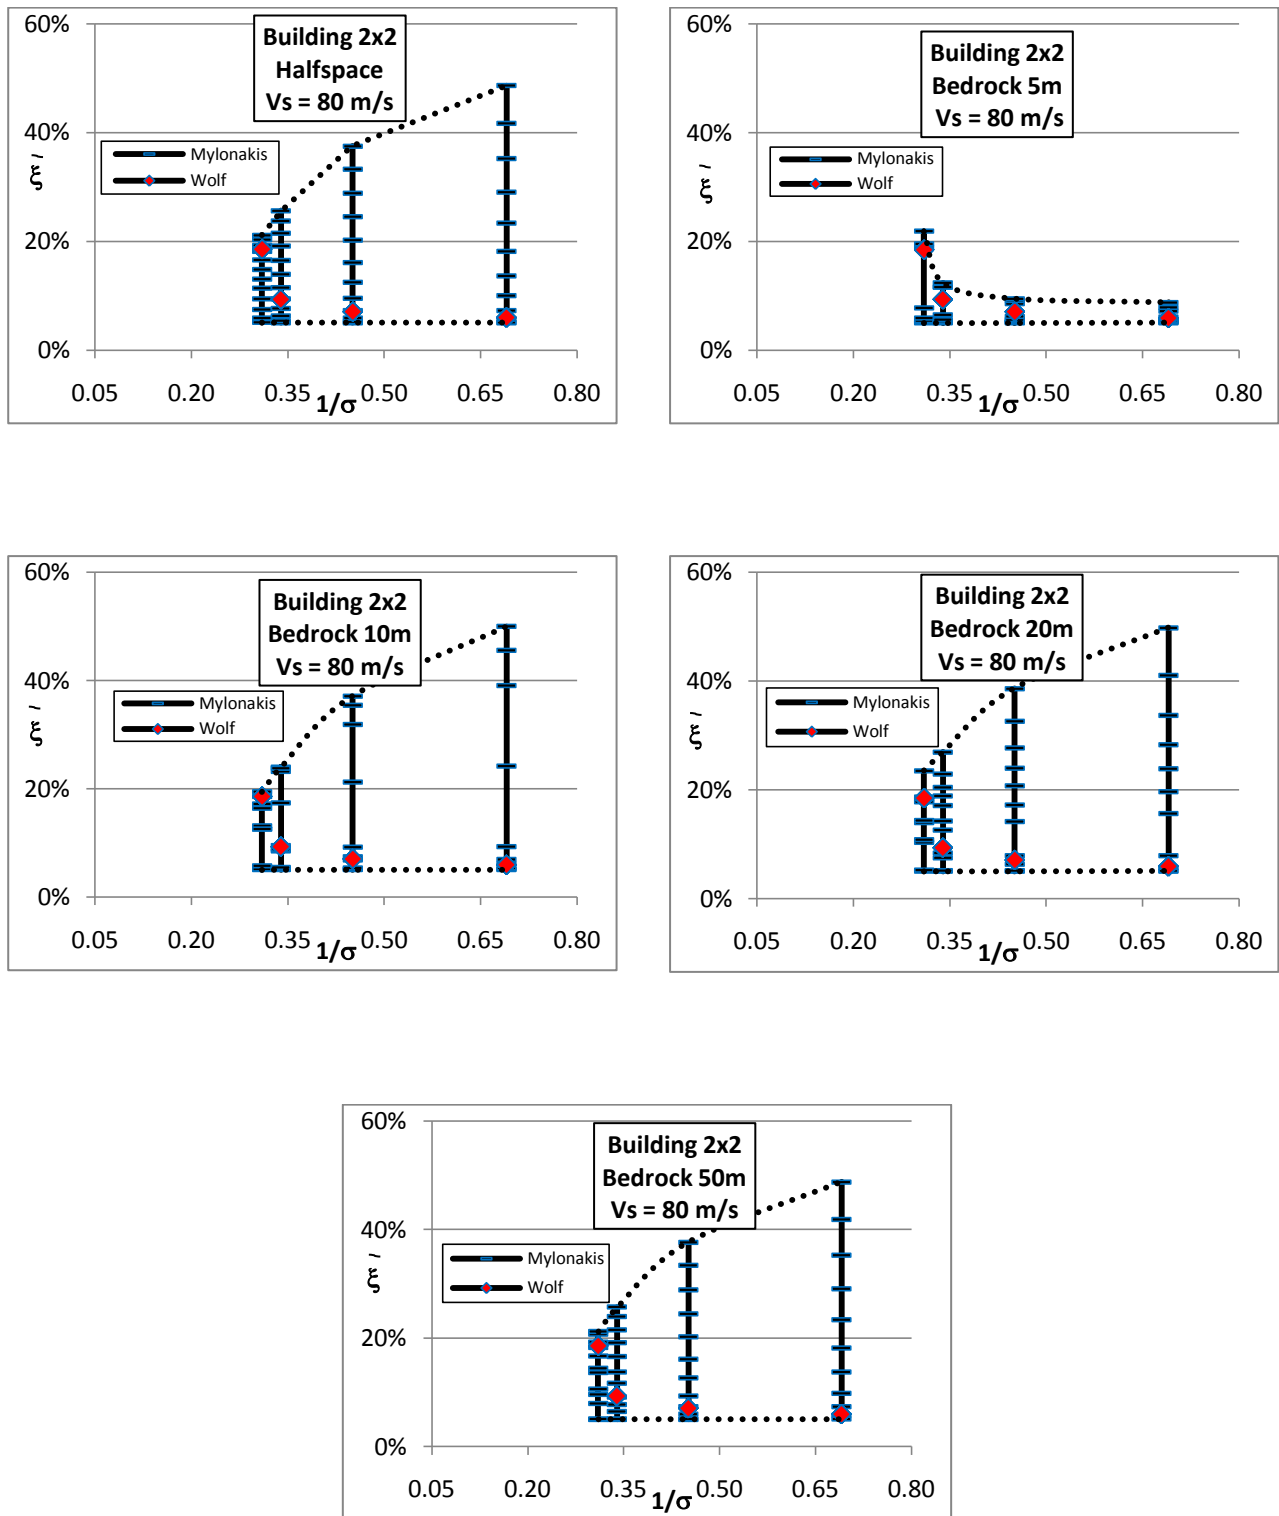 60%
40%
20%
0%
0.05 0.20 0.35 0.50 0.65 0.80
ξ̃
1/σ
Building 2x2
Halfspace
Vs = 80 m/s
Mylonakis
Wolf
60%
40%
20%
0%
0.05 0.20 0.35 0.50 0.65 0.80
ξ̃
1/σ
Building 2x2
Bedrock 5m
Vs = 80 m/s
Mylonakis
Wolf
60%
40%
20%
0%
0.05 0.20 0.35 0.50 0.65 0.80
ξ̃
1/σ
Building 2x2
Bedrock 10m
Vs = 80 m/s
Mylonakis
Wolf
60%
40%
20%
0%
0.05 0.20 0.35 0.50 0.65 0.80
ξ̃
1/σ
Building 2x2
Bedrock 20m
Vs = 80 m/s
Mylonakis
Wolf
60%
40%
20%
0%
0.05 0.20 0.35 0.50 0.65 0.80
ξ̃
1/σ
Building 2x2
Bedrock 50m
Vs = 80 m/s
Mylonakis
Wolf